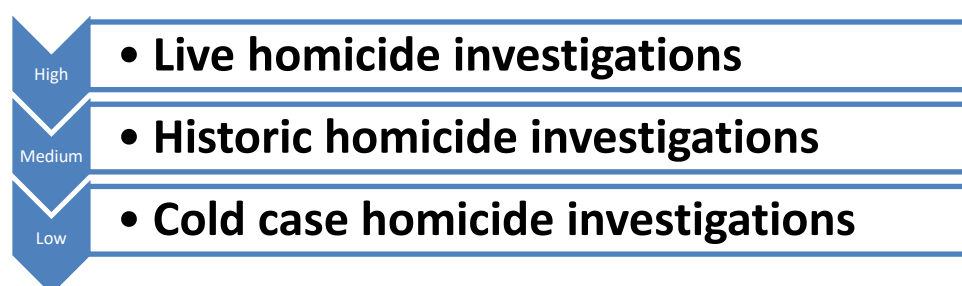 High
• Live homicide investigations
Medium
• Historic homicide investigations
Low
• Cold case homicide investigations